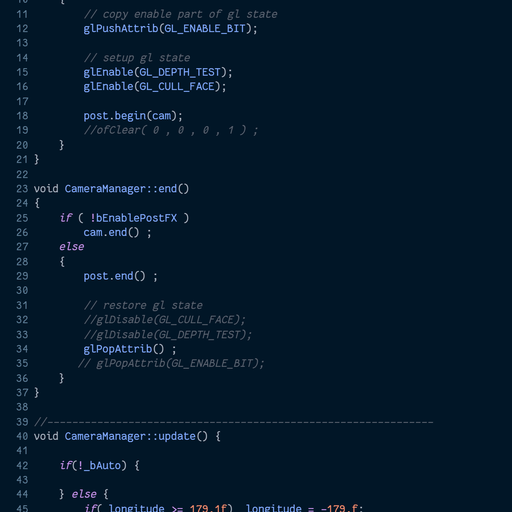 10 {
11 // copy enable part of gl state
12 glPushAttrib(GL_ENABLE_BIT);
13
14 // setup gl state
15 glEnable(GL_DEPTH_TEST);
16 glEnable(GL_CULL_FACE);
17
18 post.begin(cam);
19 //ofClear( 0 , 0 , 0 , 1 ) ;
20 }
21 }
22
23 void CameraManager::end()
24 {
25 if ( !bEnablePostFX )
26 cam.end() ;
27 else
28 {
29 post.end() ;
30
31 // restore gl state
32 //glDisable(GL_CULL_FACE);
33 //glDisable(GL_DEPTH_TEST);
34 glPopAttrib() ;
35 // glPopAttrib(GL_ENABLE_BIT);
36 }
37 }
38
39 //--------------------------------------------------------------
40 void CameraManager::update() {
41
42 if(!_bAuto) {
43
44 } else {
45 if( longitude >= 179.1f) longitude = -179.f;